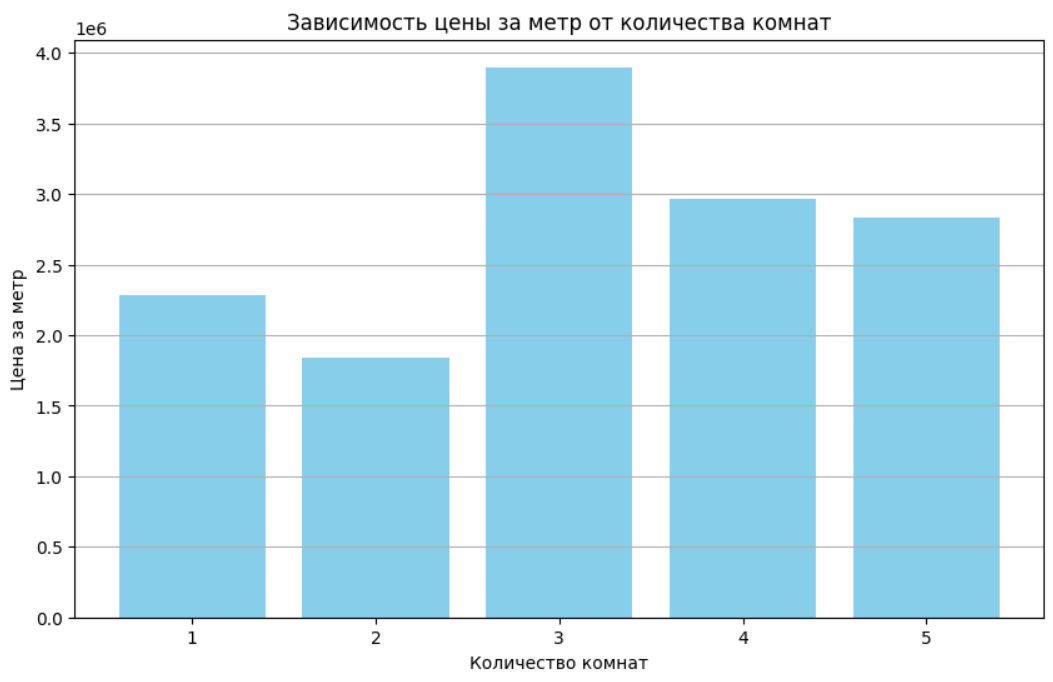 Зависимость цены за метр от количества комнат
1e6
4.0
3.5
3.0
2.5
2.0
1.5
1.0
0.5
0.0
Цена за метр
1 2 3 4 5
Количество комнат